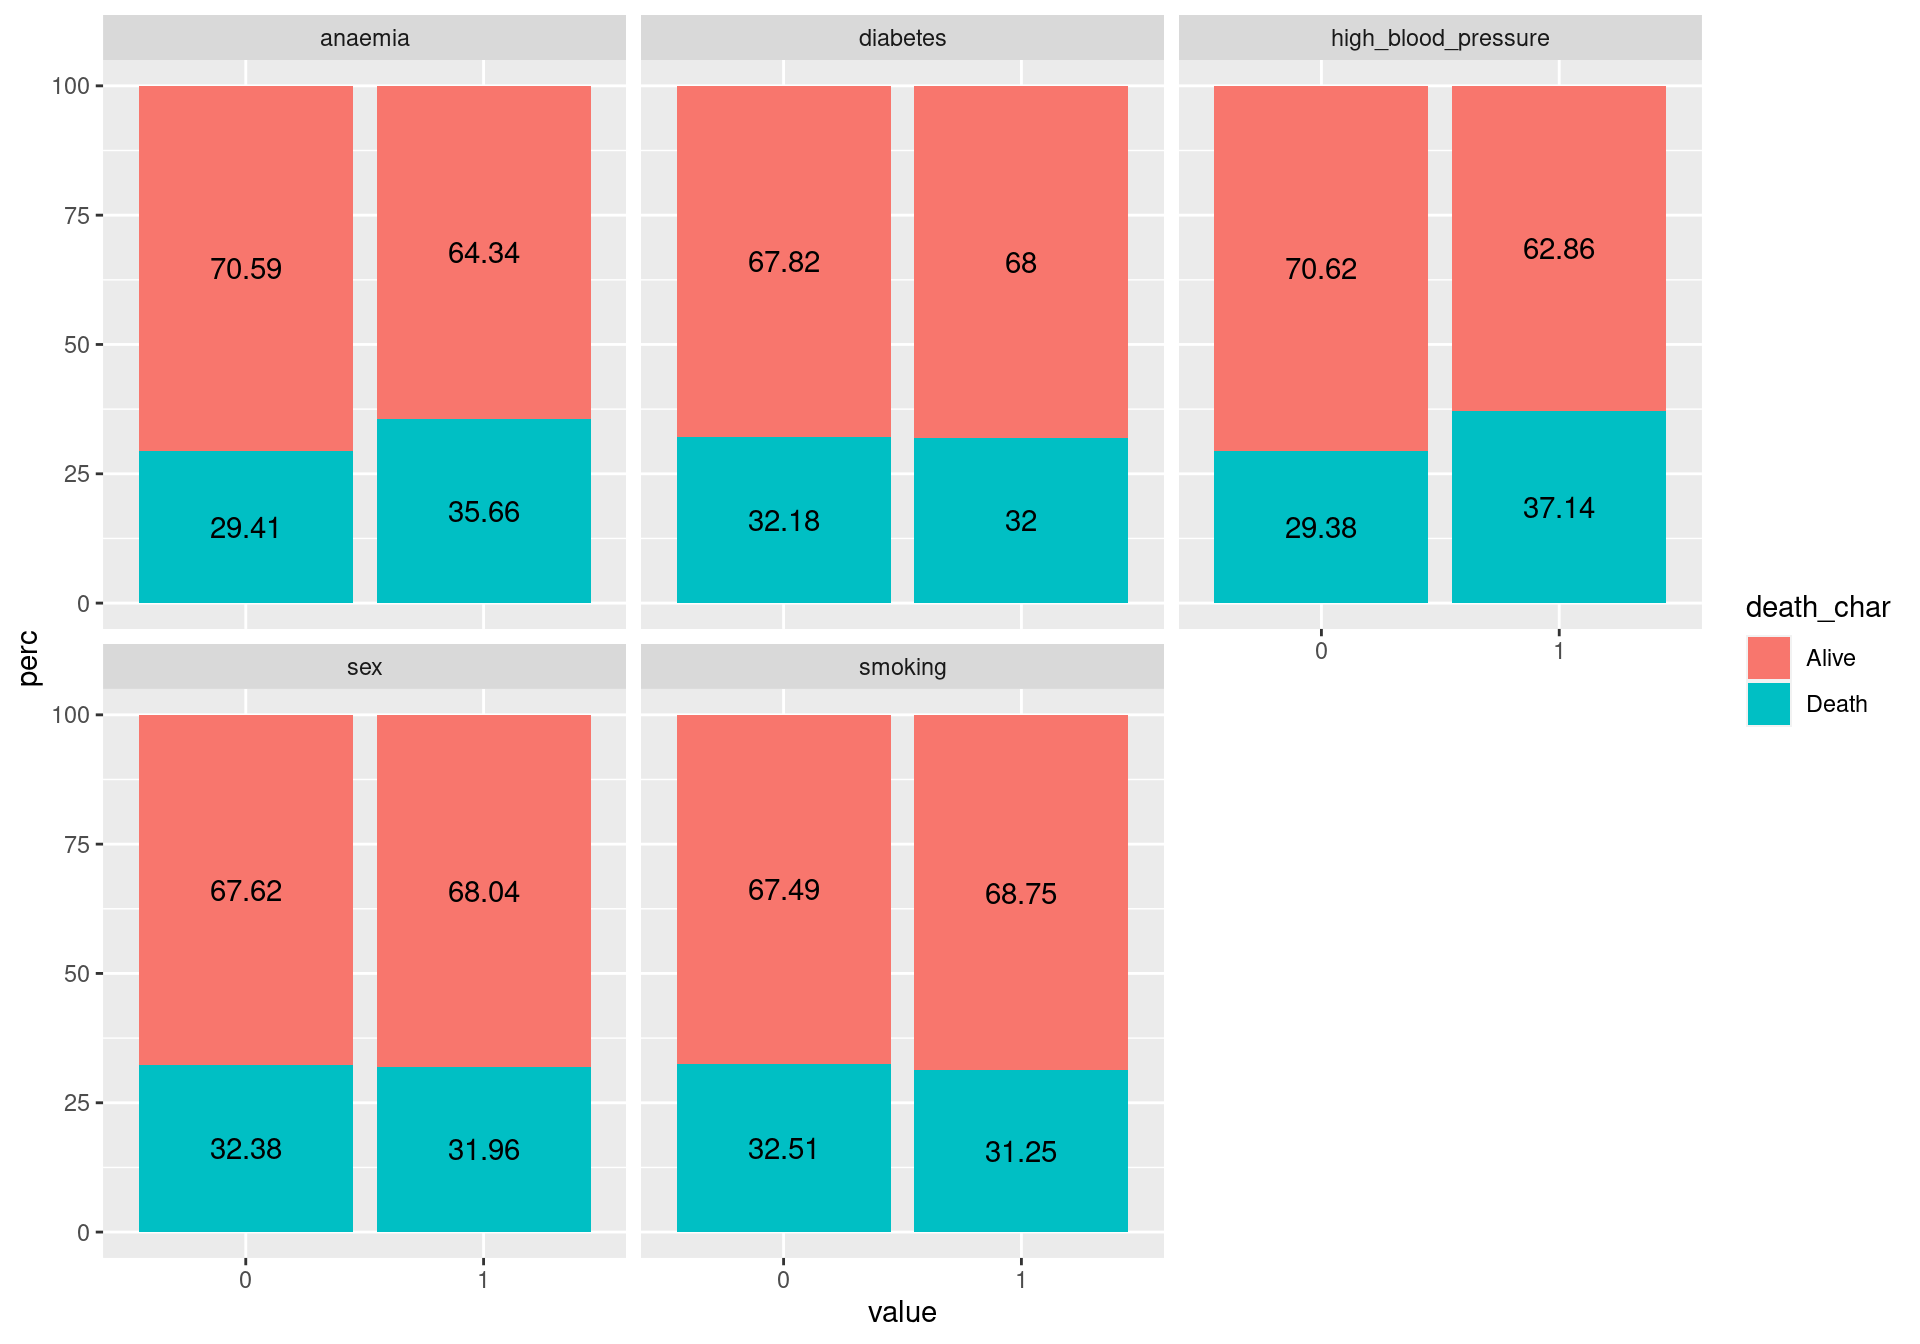 anaemia diabetes high_blood_pressure
100
75
50
25
0
70.59 64.34 67.82 68 70.62 62.86
29.41 35.66 32.18 32 29.38 37.14
0 1
sex smoking
100
75
50
25
0
67.62 68.04 67.49 68.75
32.38 31.96 32.51 31.25
0 1 0 1
value
perc
death_char
Alive
Death